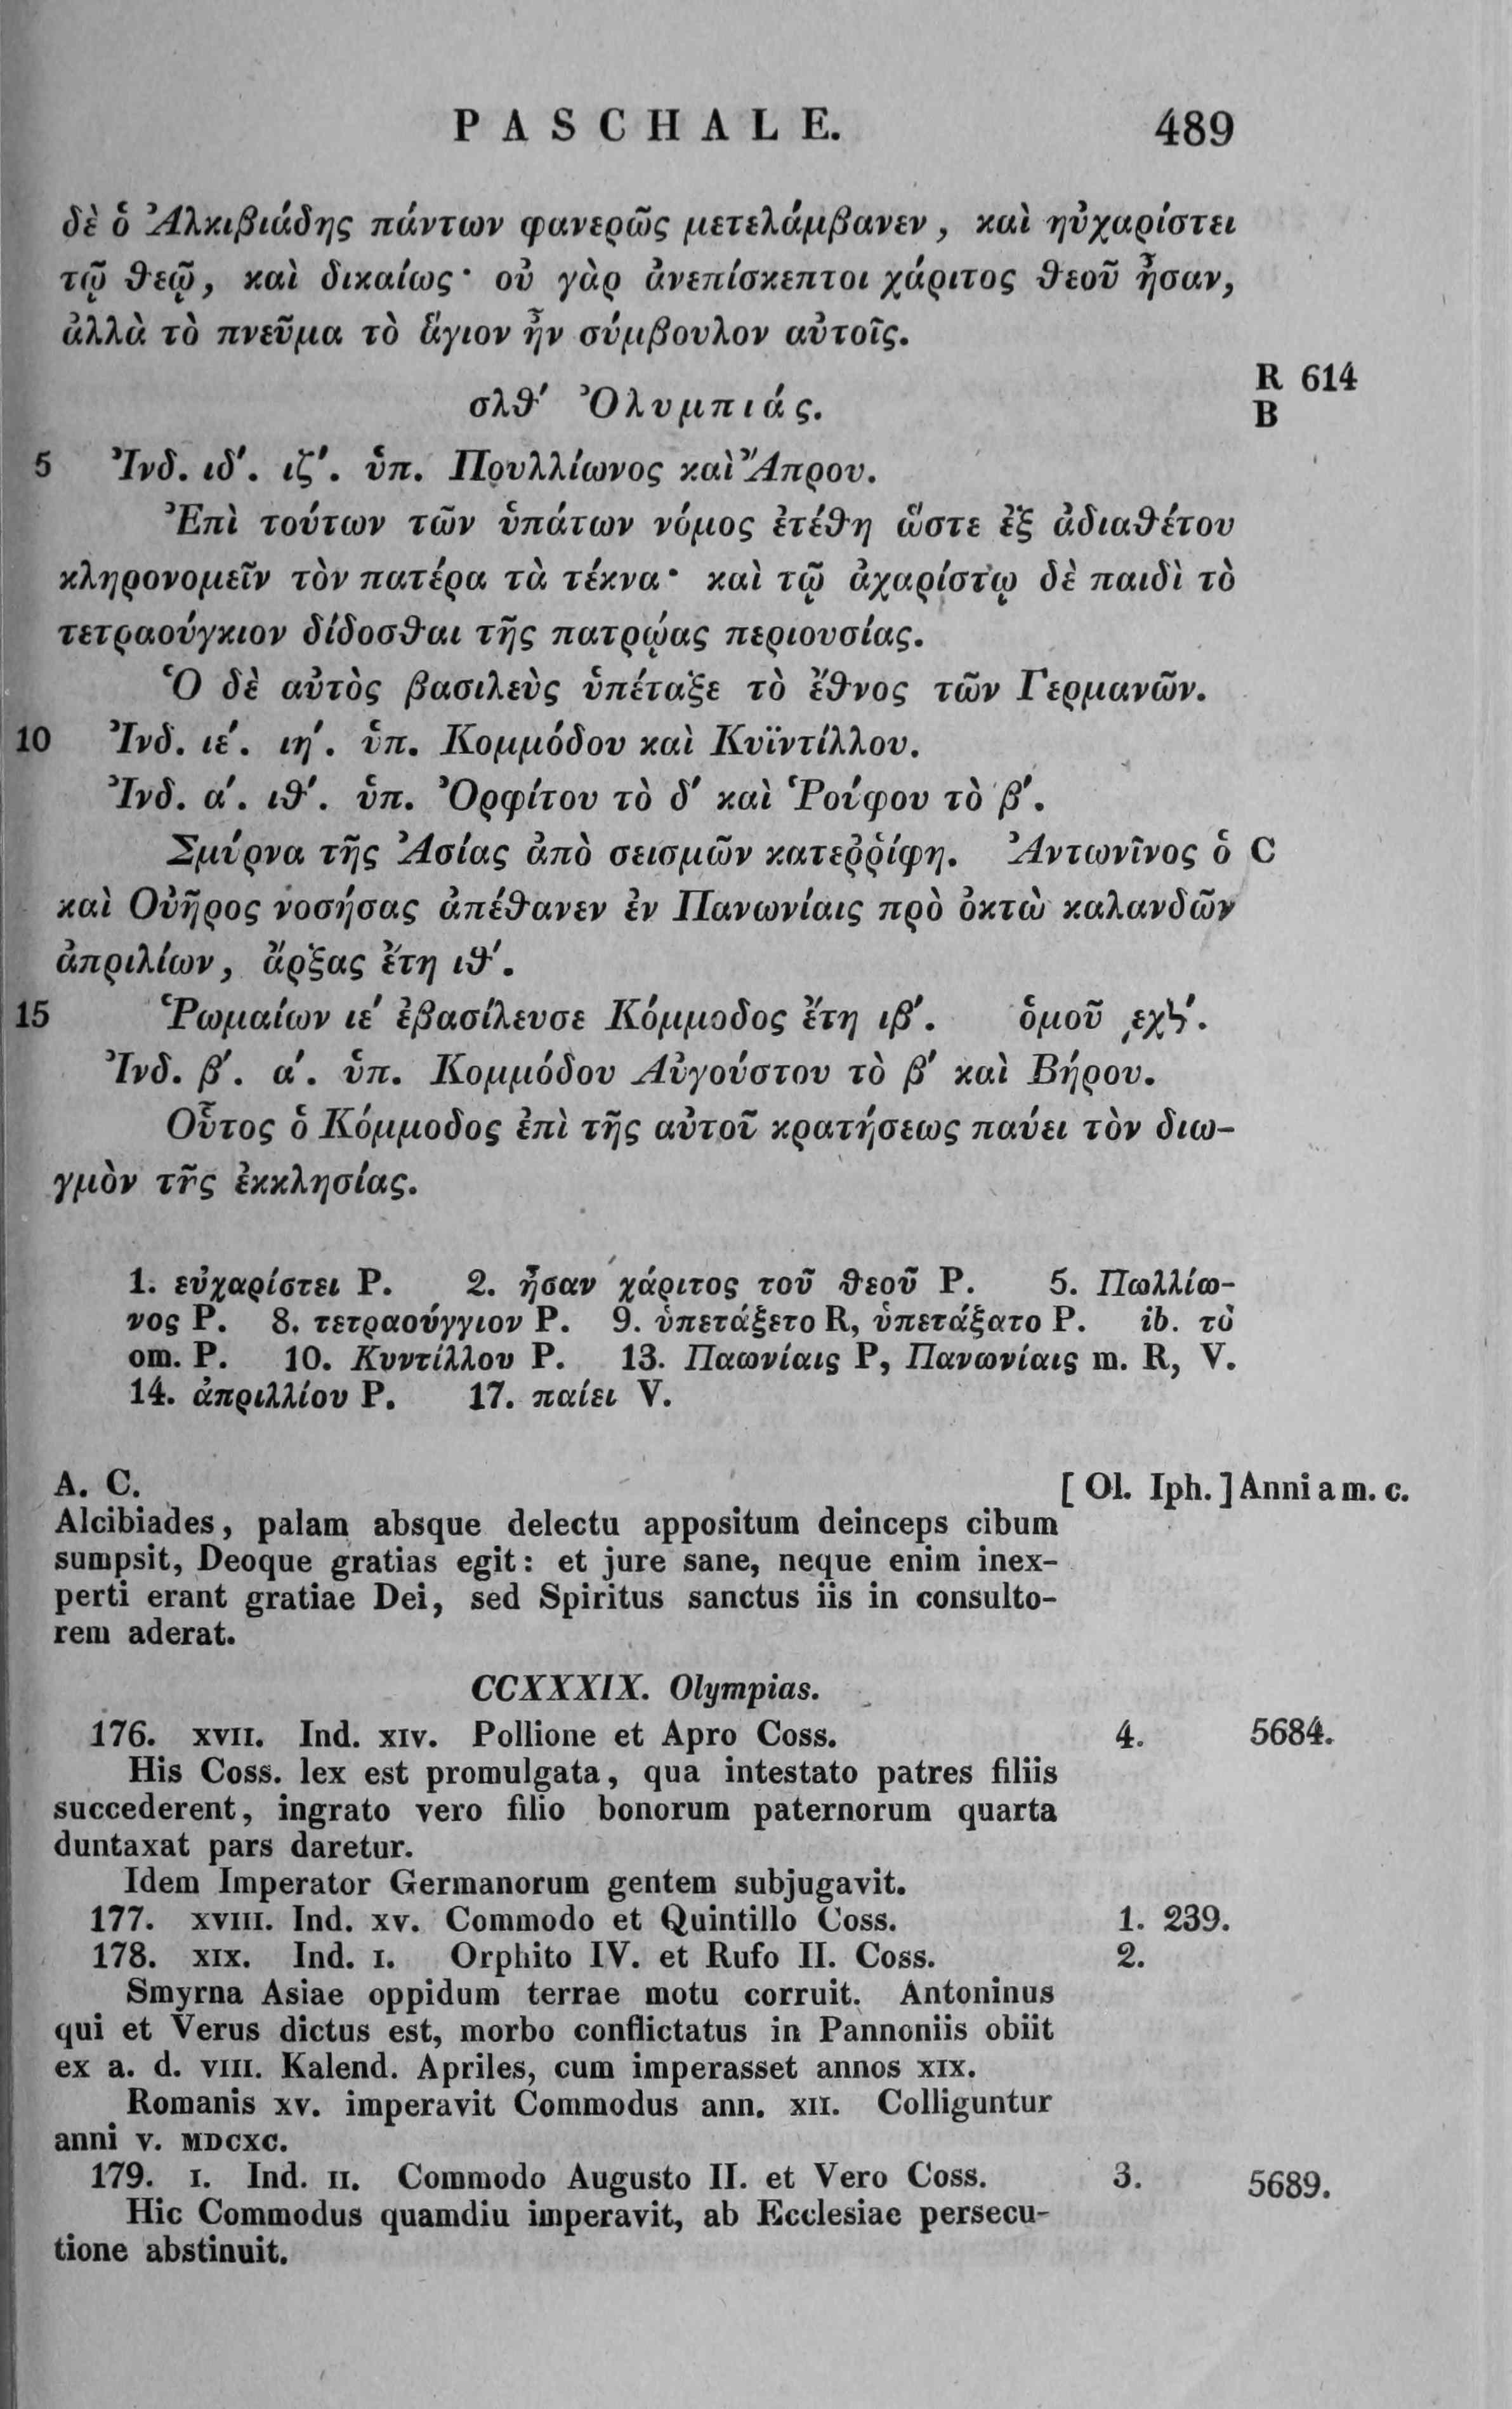 PASCHALE. 489
δὲ ὁ Ἀλκιβιάδης πάντων φανερῶς μετελάμβανεν, καὶ ηὐχαρίστει
τῷ θεῷ, καὶ δικαίως· οὐ γὰρ ἀνεπίσκεπτοι χάριτος θεοῦ ἦσαν,
ἀλλὰ τὸ πνεῦμα τὸ ἅγιον ἦν σύμβουλον αὐτοῖς.
R 614
σλθ′ Ὀλυμπιάς. B
5 Ἰνδ. ιδ′. ιζ′. ὑπ. Πουλλίωνος καὶ Ἄπρου.
Ἐπὶ τούτων τῶν ὑπάτων νόμος ἐτέθη ὥστε ἐξ ἀδιαθέτου
κληρονομεῖν τὸν πατέρα τὰ τέκνα· καὶ τῷ ἀχαρίστῳ δὲ παιδὶ τὸ
τετραούγκιον δίδοσθαι τῆς πατρῴας περιουσίας.
Ὁ δὲ αὐτὸς βασιλεὺς ὑπέταξε τὸ ἔθνος τῶν Γερμανῶν.
10 Ἰνδ. ιέ. ιη′. ὑπ. Κομμόδου καὶ Κυϊντίλλου.
Ἰνδ. α′. ιθ′. ὑπ. Ὀρφίτου τὸ δ′ καὶ Ῥούφου τὸ β′.
Σμύρνα τῆς Ἀσίας ἀπὸ σεισμῶν κατεῤῥίφη. Ἀντωνῖνος ὁ C
καὶ Οὐῆρος νοσήσας ἀπέθανεν ἐν Πανωνίαις πρὸ ὀκτὼ καλανδῶν
ἀπριλίων, ἄρξας ἔτη ιθ′.
15 Ῥωμαίων ιε′ ἐβασίλευσε Κόμμοδος ἔτη ιβ′. ὁμοῦ ͵εχϟ′.
Ἰνδ. β′. α′. ὑπ. Κομμόδου Αὐγούστου τὸ β′ καὶ Βήρου.
Οὗτος ὁ Κόμμοδος ἐπὶ τῆς αὐτοῦ κρατήσεως παύει τὸν διω-
γμὸν τῆς ἐκκλησίας.
1. εὐχαρίστει P. 2. ἦσαν χάριτος τοῦ θεοῦ P. 5. Πωλλίω-
νος P. 8. τετραούγγιον P. 9. ὑπετάξετο R, ὑπετάξατο P. ib. τὸ
om. P. 10. Κυντίλλου P. 13. Παωνίαις P, Πανωνίαις m. R, V.
14. ἀπριλλίου P. 17. παίει V.
A. C. [Ol. Iph.] Anni a m. c.
Alcibiades, palam absque delectu appositum deinceps cibum
sumpsit, Deoque gratias egit: et jure sane, neque enim inex-
perti erant gratiae Dei, sed Spiritus sanctus iis in consulto-
rem aderat.
CCXXXIX. Olympias.
176. XVII. Ind. XIV. Pollione et Apro Coss. 4. 5684.
His Coss. lex est promulgata, qua intestato patres filiis
succederent, ingrato vero filio bonorum paternorum quarta
duntaxat pars daretur.
Idem Imperator Germanorum gentem subjugavit.
177. XVIII. Ind. XV. Commodo et Quintillo Coss. 1. 239.
178. XIX. Ind. I. Orphito IV. et Rufo II. Coss. 2.
Smyrna Asiae oppidum terrae motu corruit. Antoninus
qui et Verus dictus est, morbo conflictatus in Pannoniis obiit
ex a. d. VIII. Kalend. Apriles, cum imperasset annos XIX.
Romanis XV. imperavit Commodus ann. XII. Colliguntur
anni V. MDCXC.
179. I. Ind. II. Commodo Augusto II. et Vero Coss. 3. 5689.
Hic Commodus quamdiu imperavit, ab Ecclesiae persecu-
tione abstinuit.